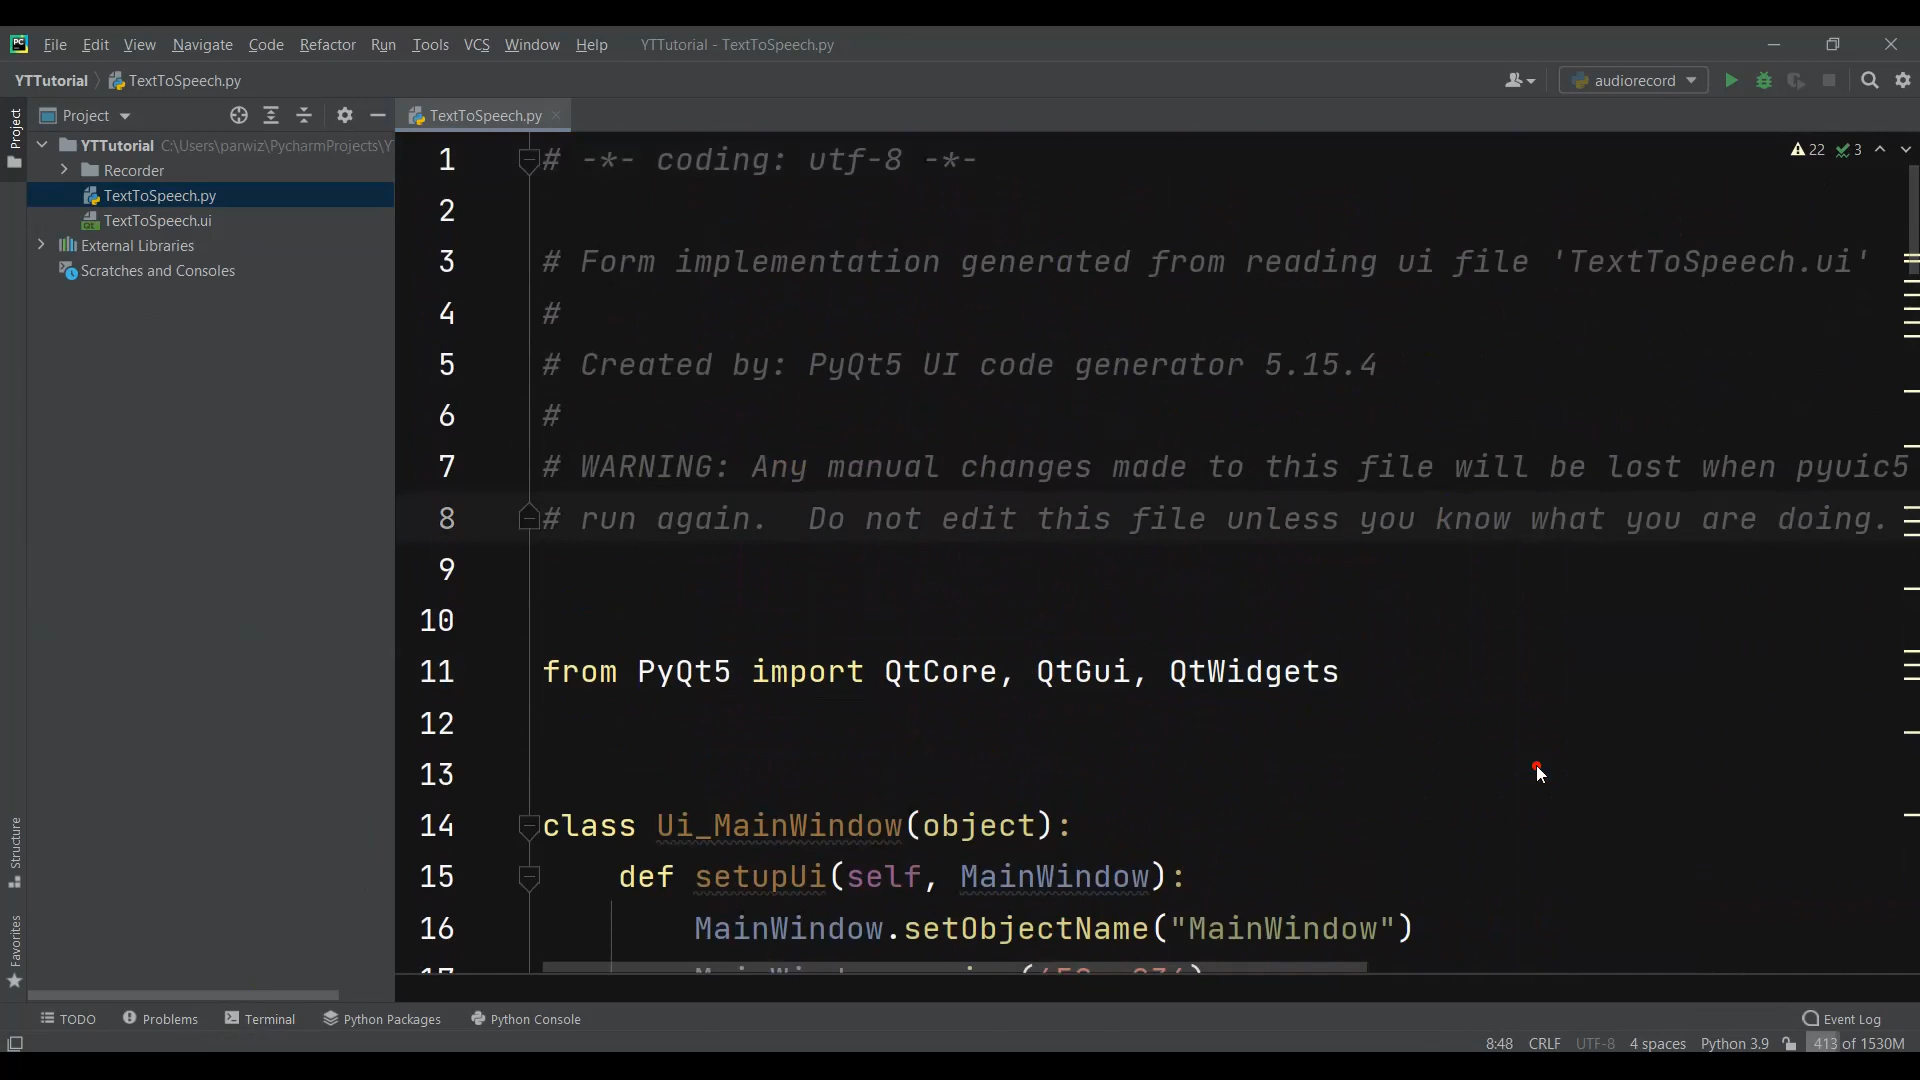 File Edit View Navigate Code Refactor Run Tools VCS Window Help YTTutorial - TextToSpeech.py
YTTutorial TextToSpeech.py audiorecord
Project
TextToSpeech.py
YTTutorial C:\Users\parwiz\PycharmProjects\Y
Recorder
TextToSpeech.py
TextToSpeech.ui
External Libraries
Scratches and Consoles
Project
Structure
Favorites
22 3
1 # -*- coding: utf-8 -*-
2
3 # Form implementation generated from reading ui file 'TextToSpeech.ui'
4 #
5 # Created by: PyQt5 UI code generator 5.15.4
6 #
7 # WARNING: Any manual changes made to this file will be lost when pyuic5
8 # run again.  Do not edit this file unless you know what you are doing.
9
10
11 from PyQt5 import QtCore, QtGui, QtWidgets
12
13
14 class Ui_MainWindow(object):
15 def setupUi(self, MainWindow):
16 MainWindow.setObjectName("MainWindow")
17
TODO Problems Terminal Python Packages Python Console Event Log
8:48 CRLF UTF-8 4 spaces Python 3.9 413 of 1530M